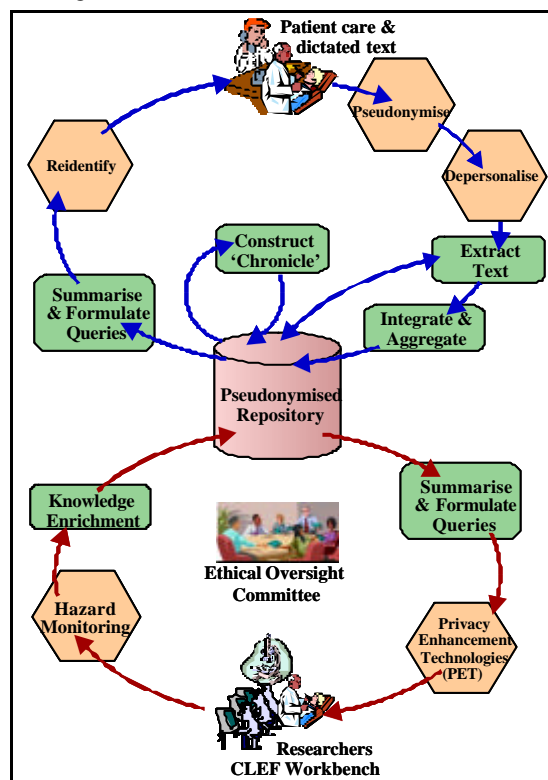 Patient care &
dictated text
Pseudonymise
Reidentify
Depersonalise
Construct
‘Chronicle’
Extract
Text
Summarise
& Formulate
Queries
Integrate &
Aggregate
Pseudonymised
Repository
Knowledge
Enrichment
Summarise
& Formulate
Queries
Ethical Oversight
Committee
Hazard
Monitoring
Privacy
Enhancement
Technologies
(PET)
Researchers
CLEF Workbench